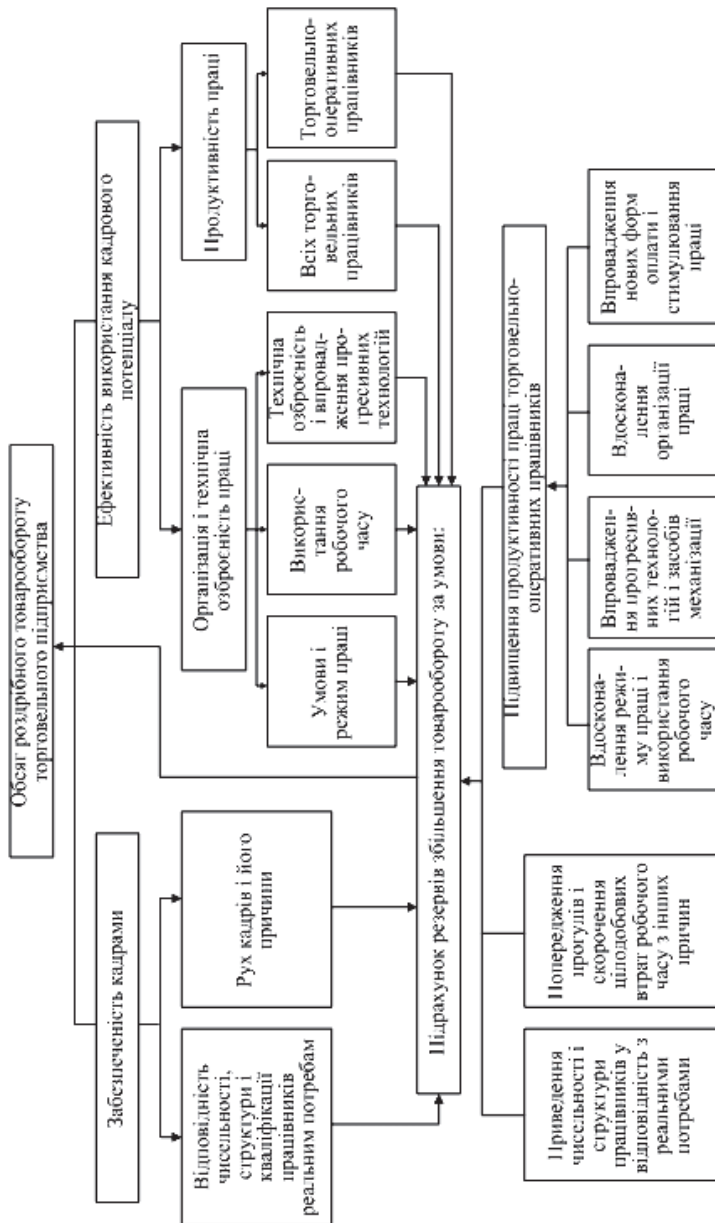 Обсяг роздрібного товарообороту
торговельного підприємства
Забезпеченість кадрами
Ефективність використання кадрового
потенціалу
Відповідність
чисельності,
структури і
кваліфікації
працівників
реальним потребам
Рух кадрів і його
причини
Організація і технічна
озброєність праці
Продуктивність праці
Умови і
режим праці
Викорис-
тання
робочого
часу
Технічна
озброєність
і впровад-
ження про-
гресивних
технологій
Всіх торго-
вельних
працівників
Торговельно-
оперативних
працівників
Підрахунок резервів збільшення товарообороту за умови:
Приведення
чисельності і
структури
працівників у
відповідність з
реальними
потребами
Попередження
прогулів і
скорочення
цілодобових
втрат робочого
часу з інших
причин
Підвищення продуктивності праці торговельно-
оперативних працівників
Вдоскона-
лення режи-
му праці і
використання
робочого
часу
Впроваджен-
ня прогресив-
них техноло-
гій і засобів
механізації
Вдоскона-
лення
організації
праці
Впровадження
нових форм
оплати і
стимулювання
праці